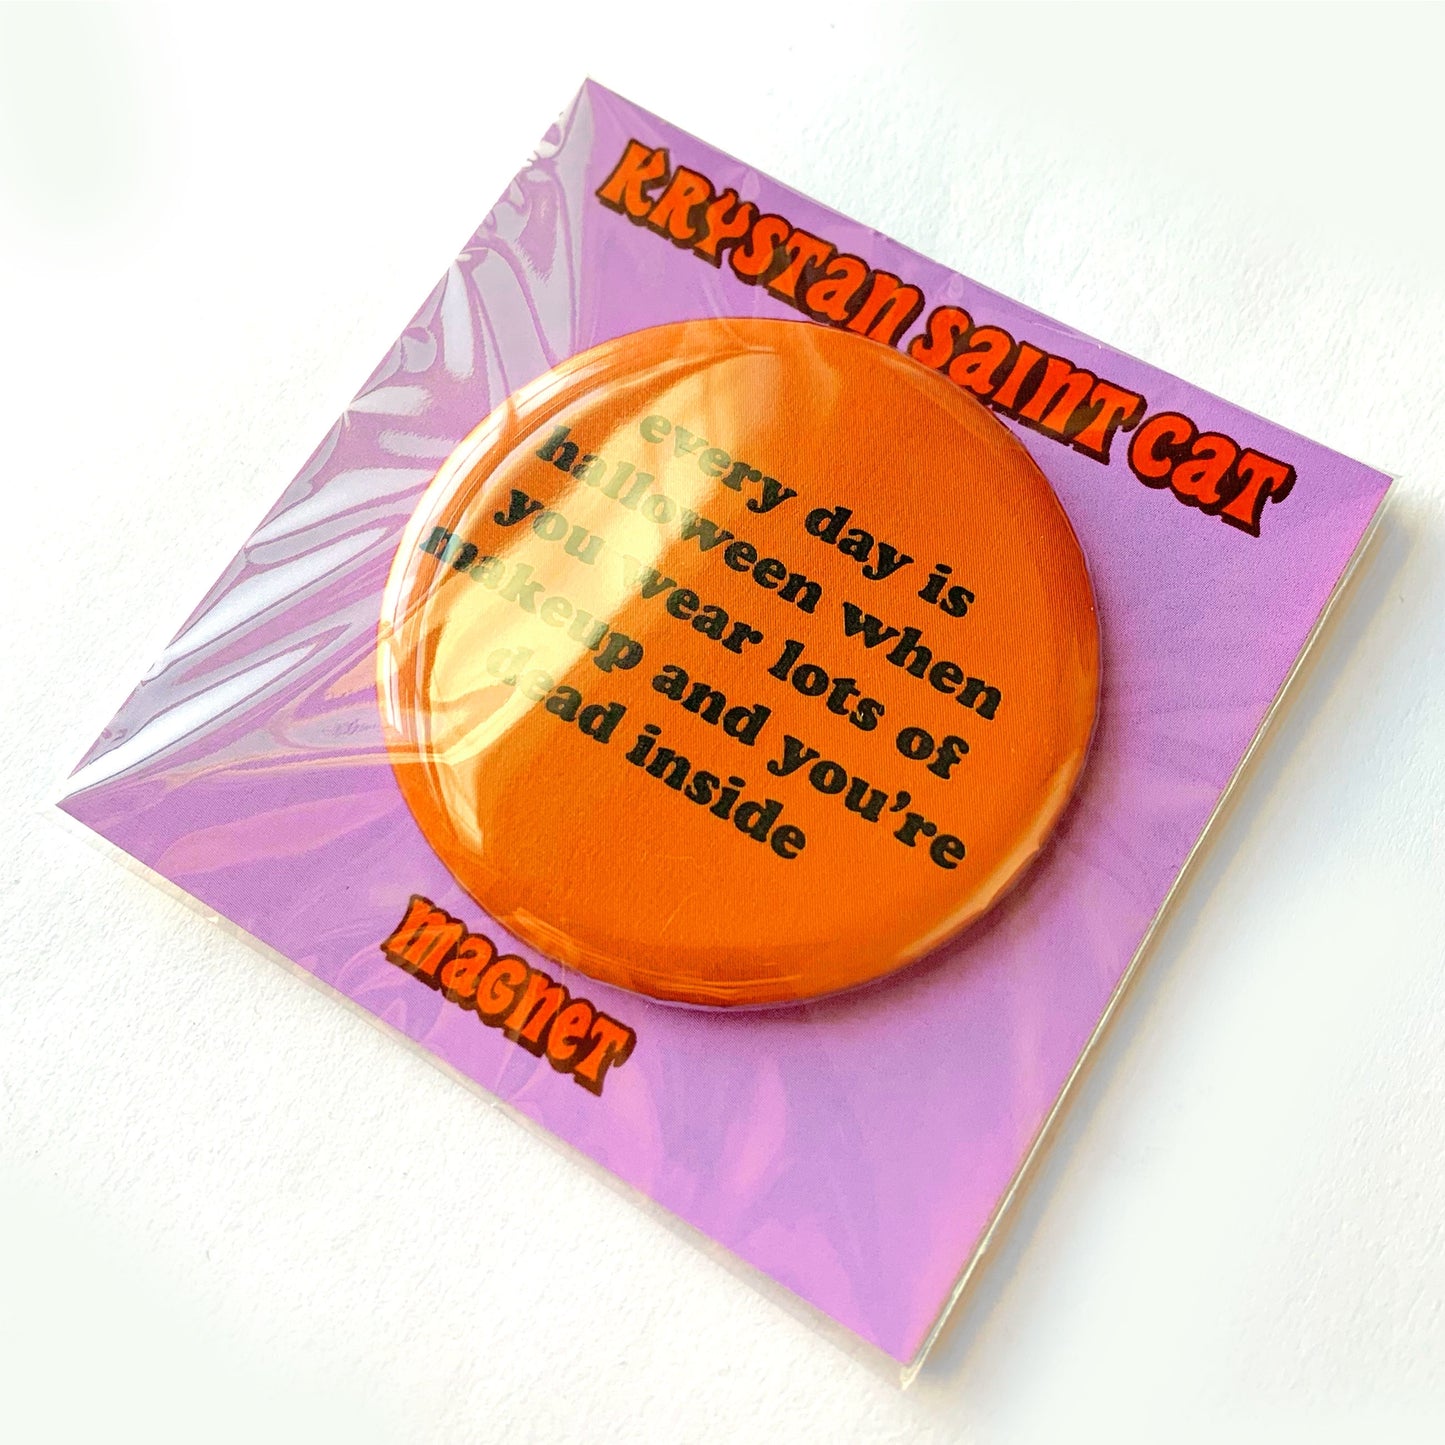 KRYSTAN SAINT CAT
every day is
halloween when
you wear lots of
makeup and you're
dead inside
MAGNET